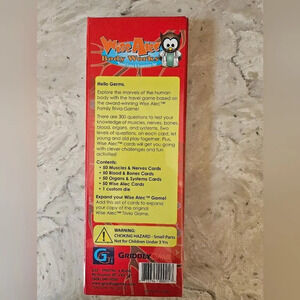 Wise Alec
Body Works
Hello Germs,
Explore the marvels of the human
body with the travel game based on
the award-winning Wise Alec™
Family Trivia Game!
There are 300 questions to test your
knowledge of muscles, nerves, bones,
blood, organs, and systems. Two
levels of questions, on each card, let
young and old play together. Plus,
Wise Alec™ cards will get you going
with clever challenges and fun
activities!
Contents:
• 50 Muscles & Nerves Cards
• 50 Blood & Bones Cards
• 50 Organs & Systems Cards
• 50 Wise Alec Cards
• 1 custom die
Expand your Wise Alec™ Game!
Add this set of cards to expand
your copy of the original
Wise Alec™ Trivia Game.
WARNING:
CHOKING HAZARD - Small Parts
Not for Children Under 3 Yrs
G
GRIDDLY